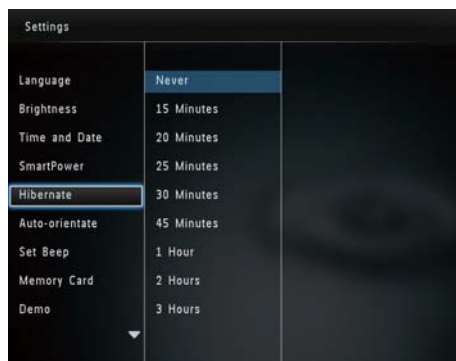 Settings
Language
Brightness
Time and Date
SmartPower
Hibernate
Auto-orientate
Set Beep
Memory Card
Demo
Never
15 Minutes
20 Minutes
25 Minutes
30 Minutes
45 Minutes
1 Hour
2 Hours
3 Hours